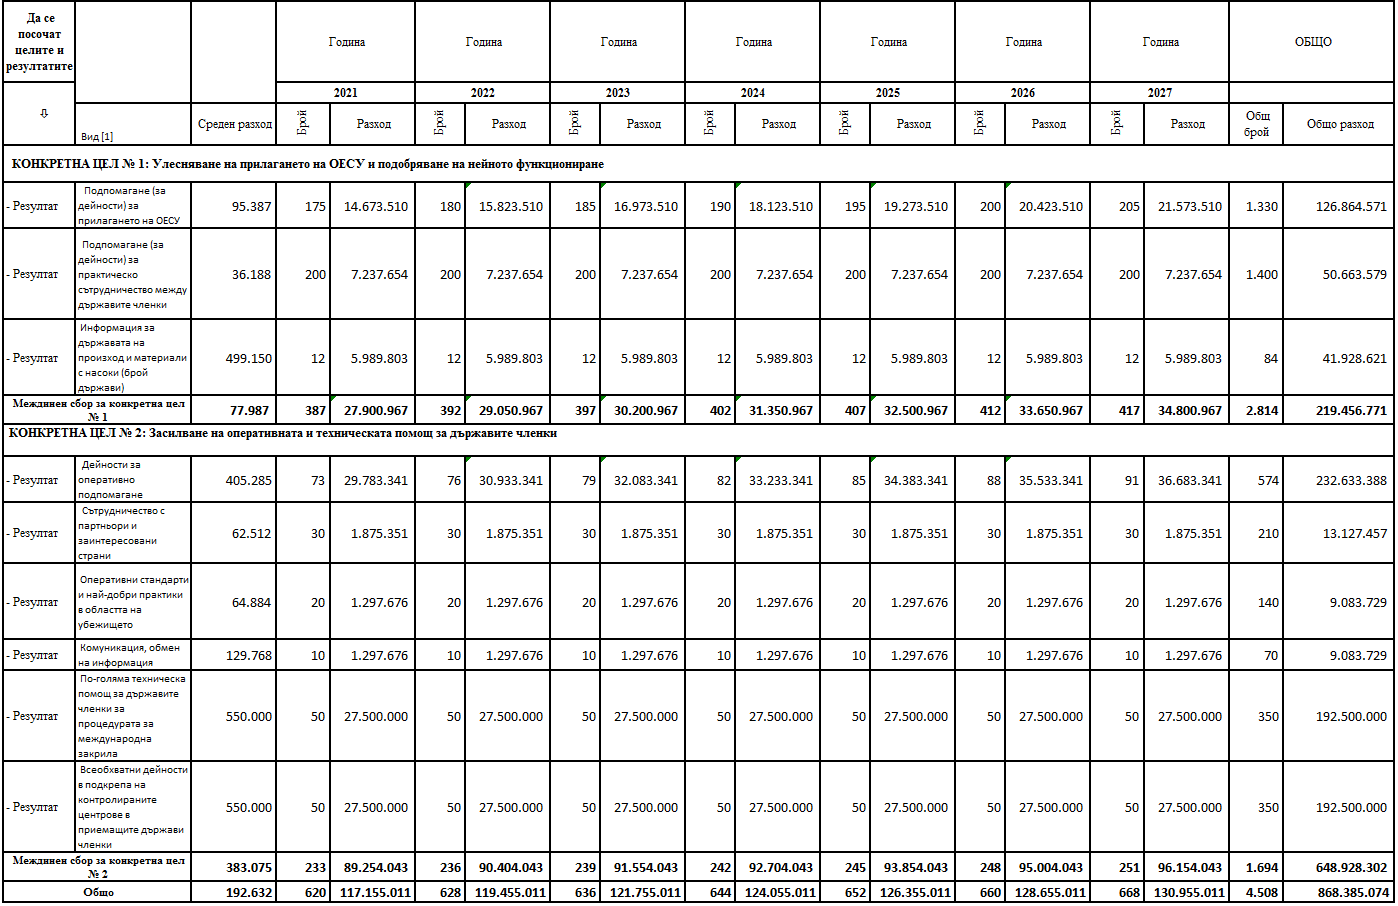 Да се
посочат
целите и
резултатите
Година Година Година Година Година Година Година ОБЩО
⇩
2021 2022 2023 2024 2025 2026 2027
Вид [1] Среден разход Брой Разход Брой Разход Брой Разход Брой Разход Брой Разход Брой Разход Брой Разход Общ
брой Общо разход
КОНКРЕТНА ЦЕЛ № 1: Улесняване на прилагането на ОЕСУ и подобряване на нейното функциониране
- Резултат Подпомагане (за
дейности) за
прилагането на ОЕСУ 95.387 175 14.673.510 180 15.823.510 185 16.973.510 190 18.123.510 195 19.273.510 200 20.423.510 205 21.573.510 1.330 126.864.571
- Резултат Подпомагане (за
дейности) за
практическо
сътрудничество между
държавите членки 36.188 200 7.237.654 200 7.237.654 200 7.237.654 200 7.237.654 200 7.237.654 200 7.237.654 200 7.237.654 1.400 50.663.579
- Резултат Информация за
държавата на
произход и материали
с насоки (брой
държави) 499.150 12 5.989.803 12 5.989.803 12 5.989.803 12 5.989.803 12 5.989.803 12 5.989.803 12 5.989.803 84 41.928.621
Междинен сбор за конкретна цел
№ 1 77.987 387 27.900.967 392 29.050.967 397 30.200.967 402 31.350.967 407 32.500.967 412 33.650.967 417 34.800.967 2.814 219.456.771
КОНКРЕТНА ЦЕЛ № 2: Засилване на оперативната и техническата помощ за държавите членки
- Резултат Дейности за
оперативно
подпомагане 405.285 73 29.783.341 76 30.933.341 79 32.083.341 82 33.233.341 85 34.383.341 88 35.533.341 91 36.683.341 574 232.633.388
- Резултат Сътрудничество с
партньори и
заинтересовани
страни 62.512 30 1.875.351 30 1.875.351 30 1.875.351 30 1.875.351 30 1.875.351 30 1.875.351 30 1.875.351 210 13.127.457
- Резултат Оперативни стандарти
и най-добри практики
в областта на
убежището 64.884 20 1.297.676 20 1.297.676 20 1.297.676 20 1.297.676 20 1.297.676 20 1.297.676 20 1.297.676 140 9.083.729
- Резултат Комуникация, обмен
на информация 129.768 10 1.297.676 10 1.297.676 10 1.297.676 10 1.297.676 10 1.297.676 10 1.297.676 10 1.297.676 70 9.083.729
- Резултат По-голяма техническа
помощ за държавите
членки за
процедурата за
международна
закрила 550.000 50 27.500.000 50 27.500.000 50 27.500.000 50 27.500.000 50 27.500.000 50 27.500.000 50 27.500.000 350 192.500.000
- Резултат Всеобхватни дейности
в подкрепа на
контролираните
центрове в
приемащите държави
членки 550.000 50 27.500.000 50 27.500.000 50 27.500.000 50 27.500.000 50 27.500.000 50 27.500.000 50 27.500.000 350 192.500.000
Междинен сбор за конкретна цел
№ 2 383.075 233 89.254.043 236 90.404.043 239 91.554.043 242 92.704.043 245 93.854.043 248 95.004.043 251 96.154.043 1.694 648.928.302
Общо 192.632 620 117.155.011 628 119.455.011 636 121.755.011 644 124.055.011 652 126.355.011 660 128.655.011 668 130.955.011 4.508 868.385.074